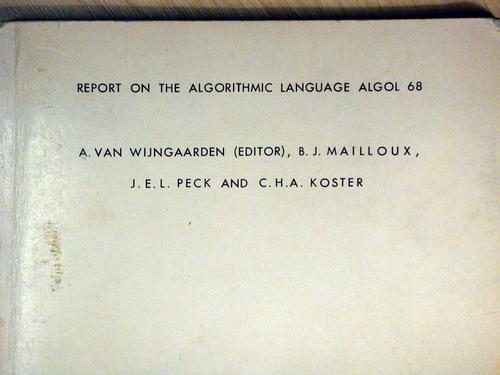 REPORT ON THE ALGORITHMIC LANGUAGE ALGOL 68
A. VAN WIJNGAARDEN (EDITOR), B. J. MAILLOUX,
J. E. L. PECK AND C. H. A. KOSTER